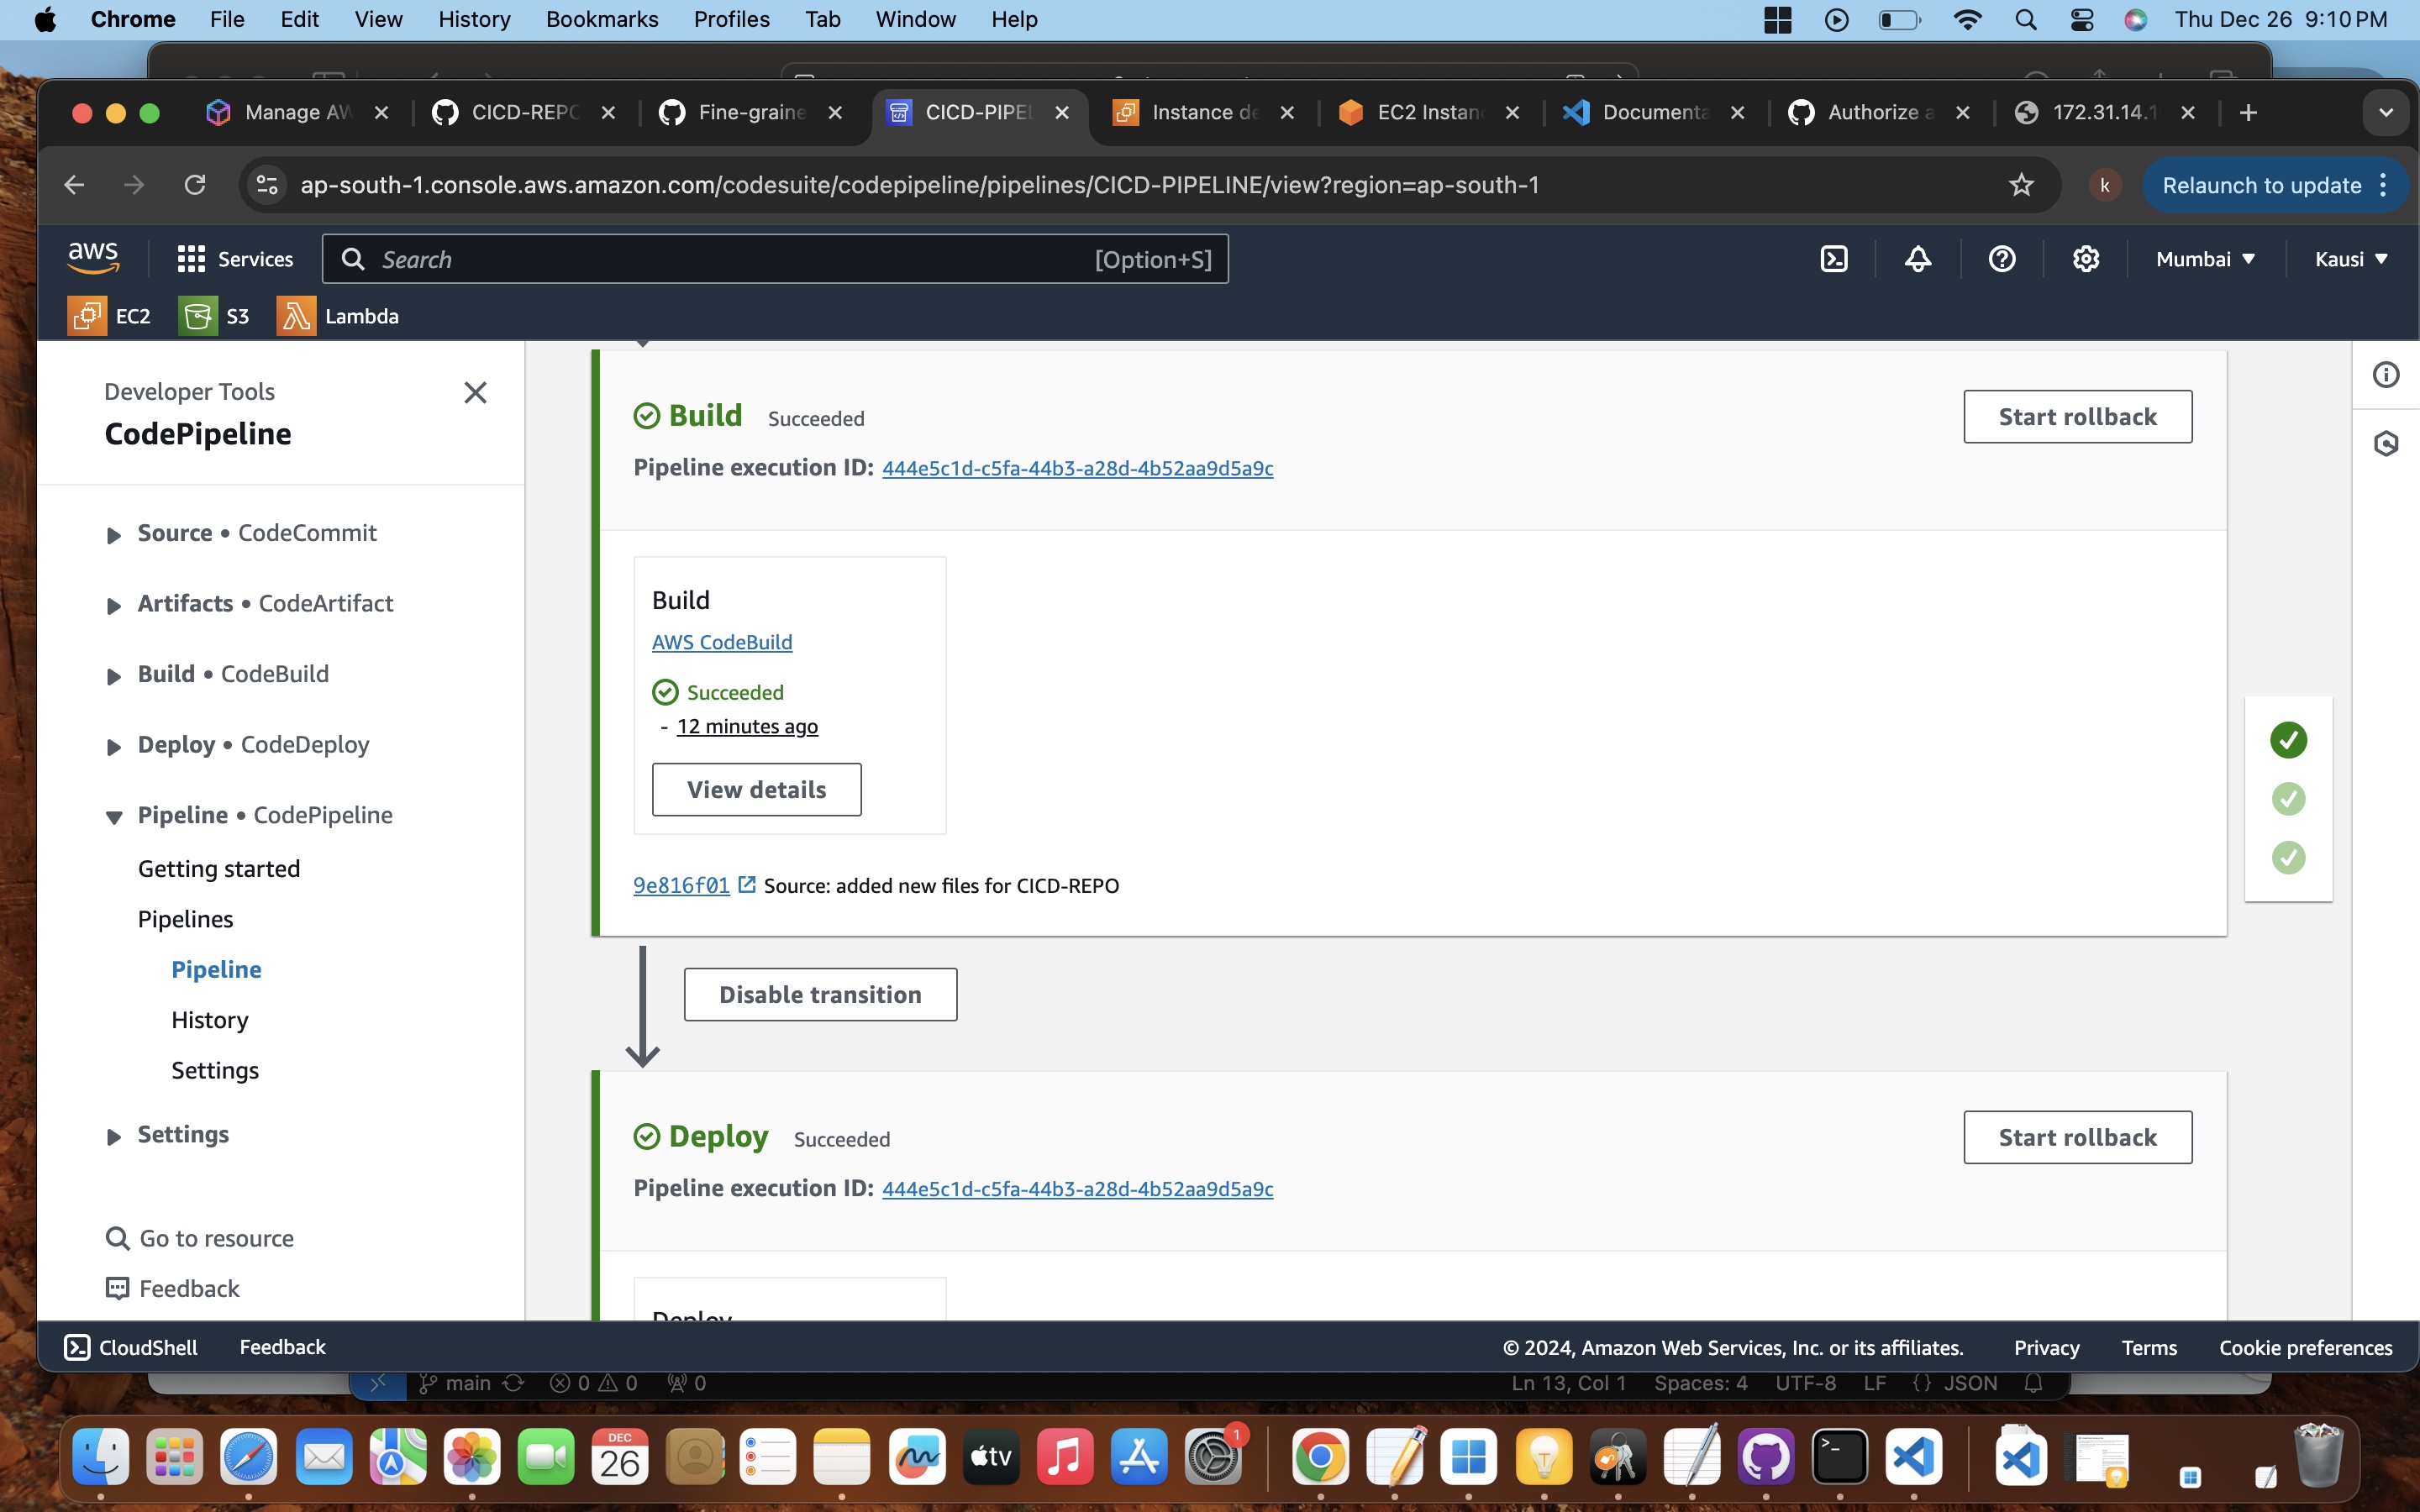 Chrome File Edit View History Bookmarks Profiles Tab Window Help Thu Dec 26 9:10 PM
Manage AW CICD-REPO Fine-graine CICD-PIPEL Instance de EC2 Instan Documenta Authorize a 172.31.14.1
ap-south-1.console.aws.amazon.com/codesuite/codepipeline/pipelines/CICD-PIPELINE/view?region=ap-south-1 k Relaunch to update
aws Services Search [Option+S] Mumbai Kausi
EC2 S3 Lambda
Developer Tools
CodePipeline
Source • CodeCommit
Artifacts • CodeArtifact
Build • CodeBuild
Deploy • CodeDeploy
Pipeline • CodePipeline
Getting started
Pipelines
Pipeline
History
Settings
Settings
Go to resource
Feedback
Build Succeeded Start rollback
Pipeline execution ID: 444e5c1d-c5fa-44b3-a28d-4b52aa9d5a9c
Build
AWS CodeBuild
Succeeded
- 12 minutes ago
View details
9e816f01 Source: added new files for CICD-REPO
Disable transition
Deploy Succeeded Start rollback
Pipeline execution ID: 444e5c1d-c5fa-44b3-a28d-4b52aa9d5a9c
Deploy
CloudShell Feedback © 2024, Amazon Web Services, Inc. or its affiliates. Privacy Terms Cookie preferences
main 0 0 0 Ln 13, Col 1 Spaces: 4 UTF-8 LF {} JSON
DEC
26
tv
1